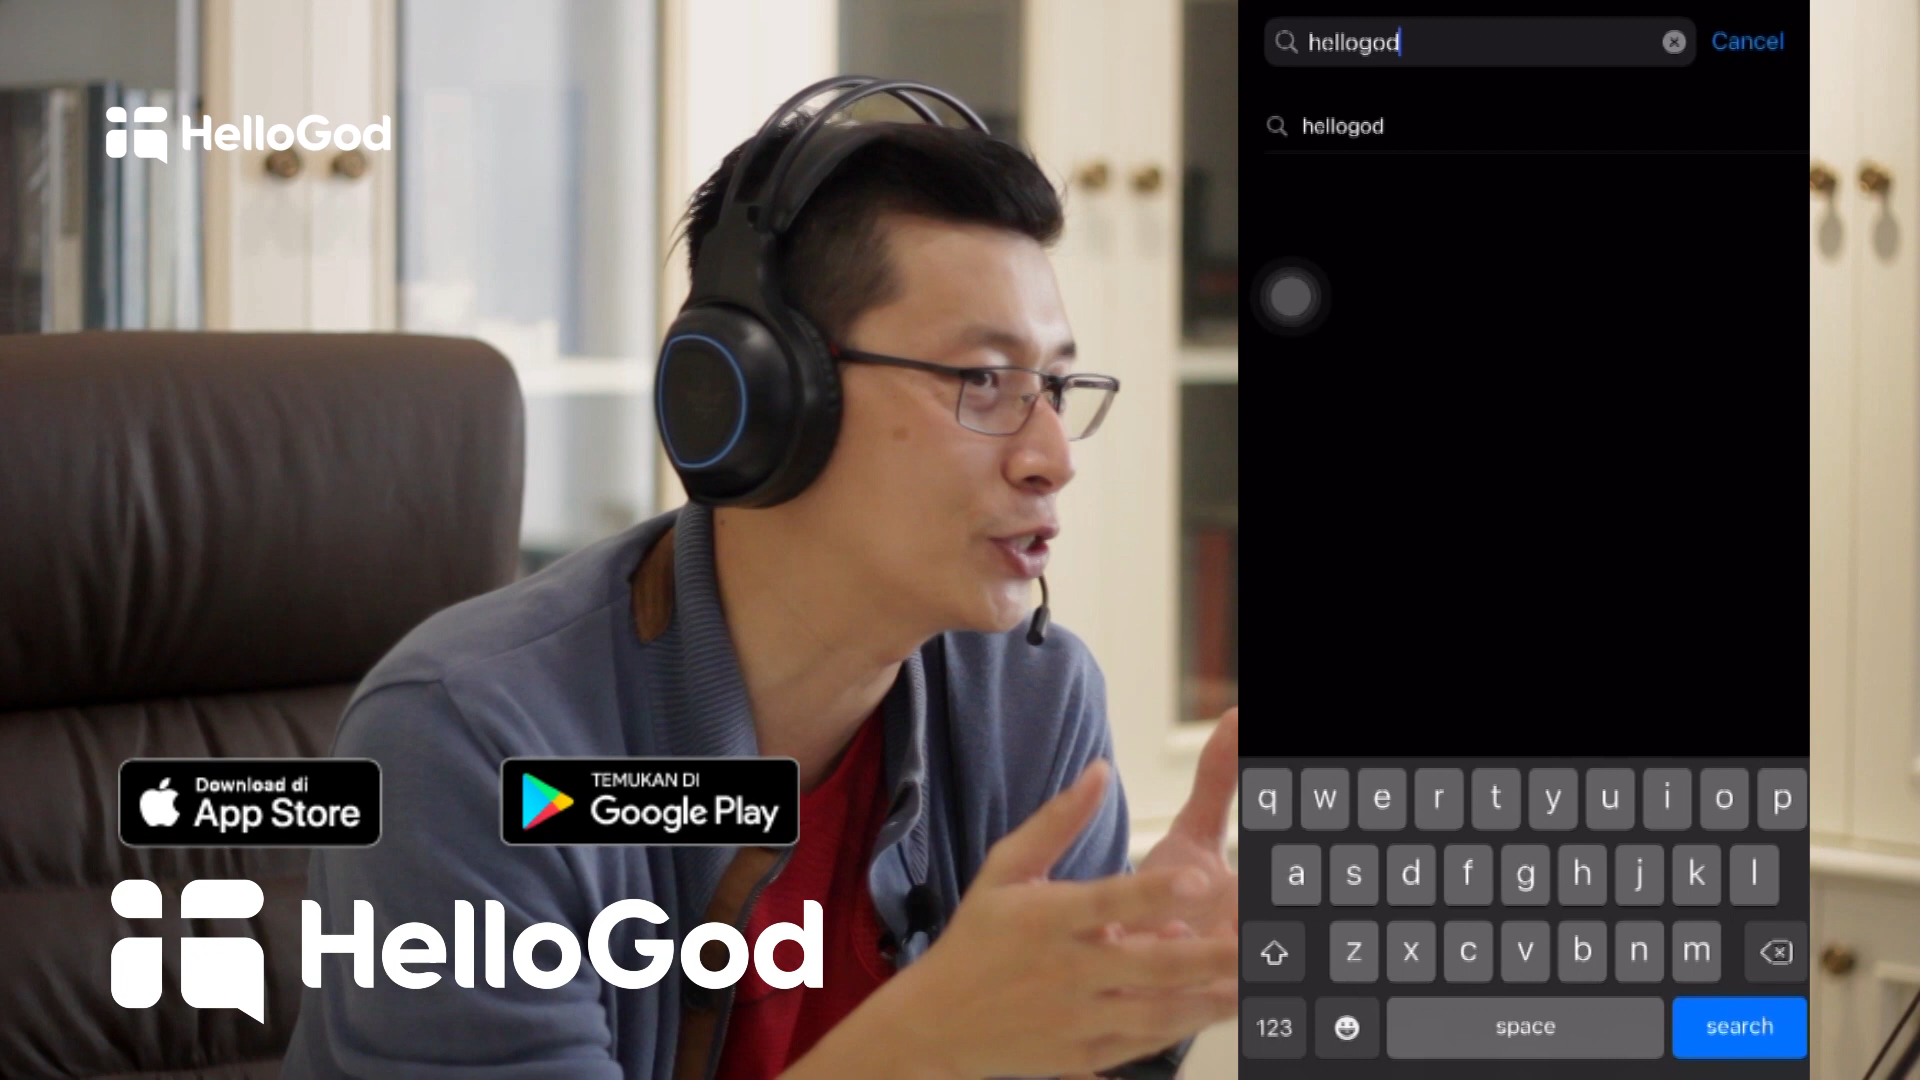 HelloGod
Download di
App Store
TEMUKAN DI
Google Play
HelloGod
hellogod
Cancel
hellogod
q w e r t y u i o p
a s d f g h j k l
z x c v b n m
123 space search